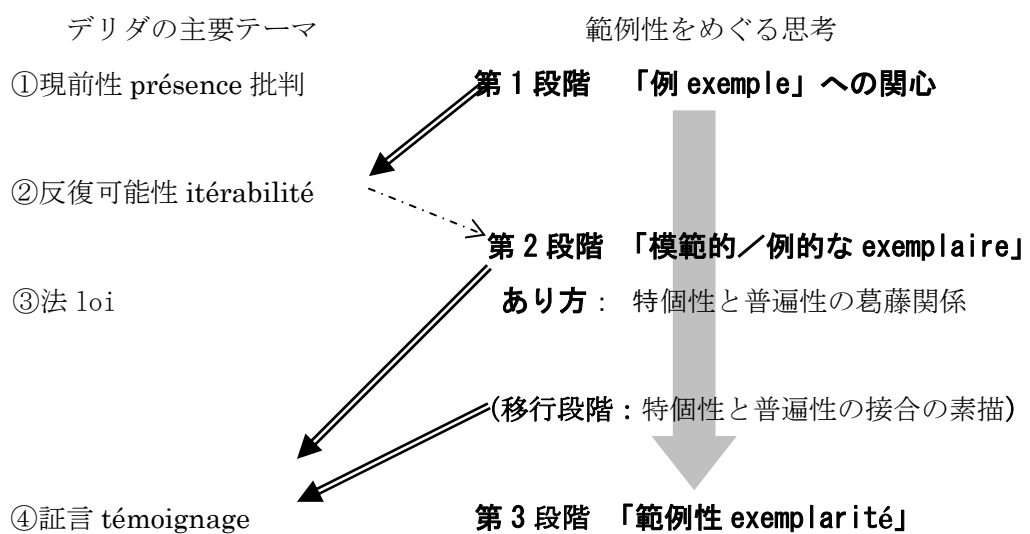 デリダの主要テーマ 範例性をめぐる思考
①現前性 présence 批判 第1段階 「例 exemple」への関心
②反復可能性 itérabilité
第2段階 「模範的／例的な exemplaire」
③法 loi あり方： 特個性と普遍性の葛藤関係
(移行段階：特個性と普遍性の接合の素描)
④証言 témoignage 第3段階 「範例性 exemplarité」